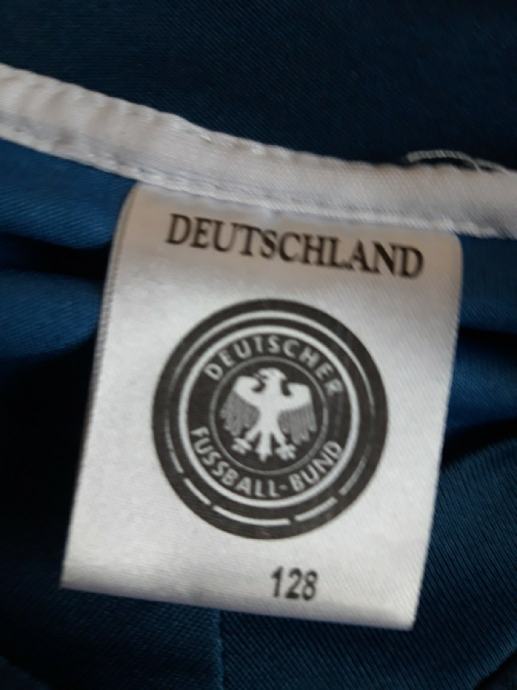 DEUTSCHLAND
DEUTSCHER
FUSSBALL-BUND
128